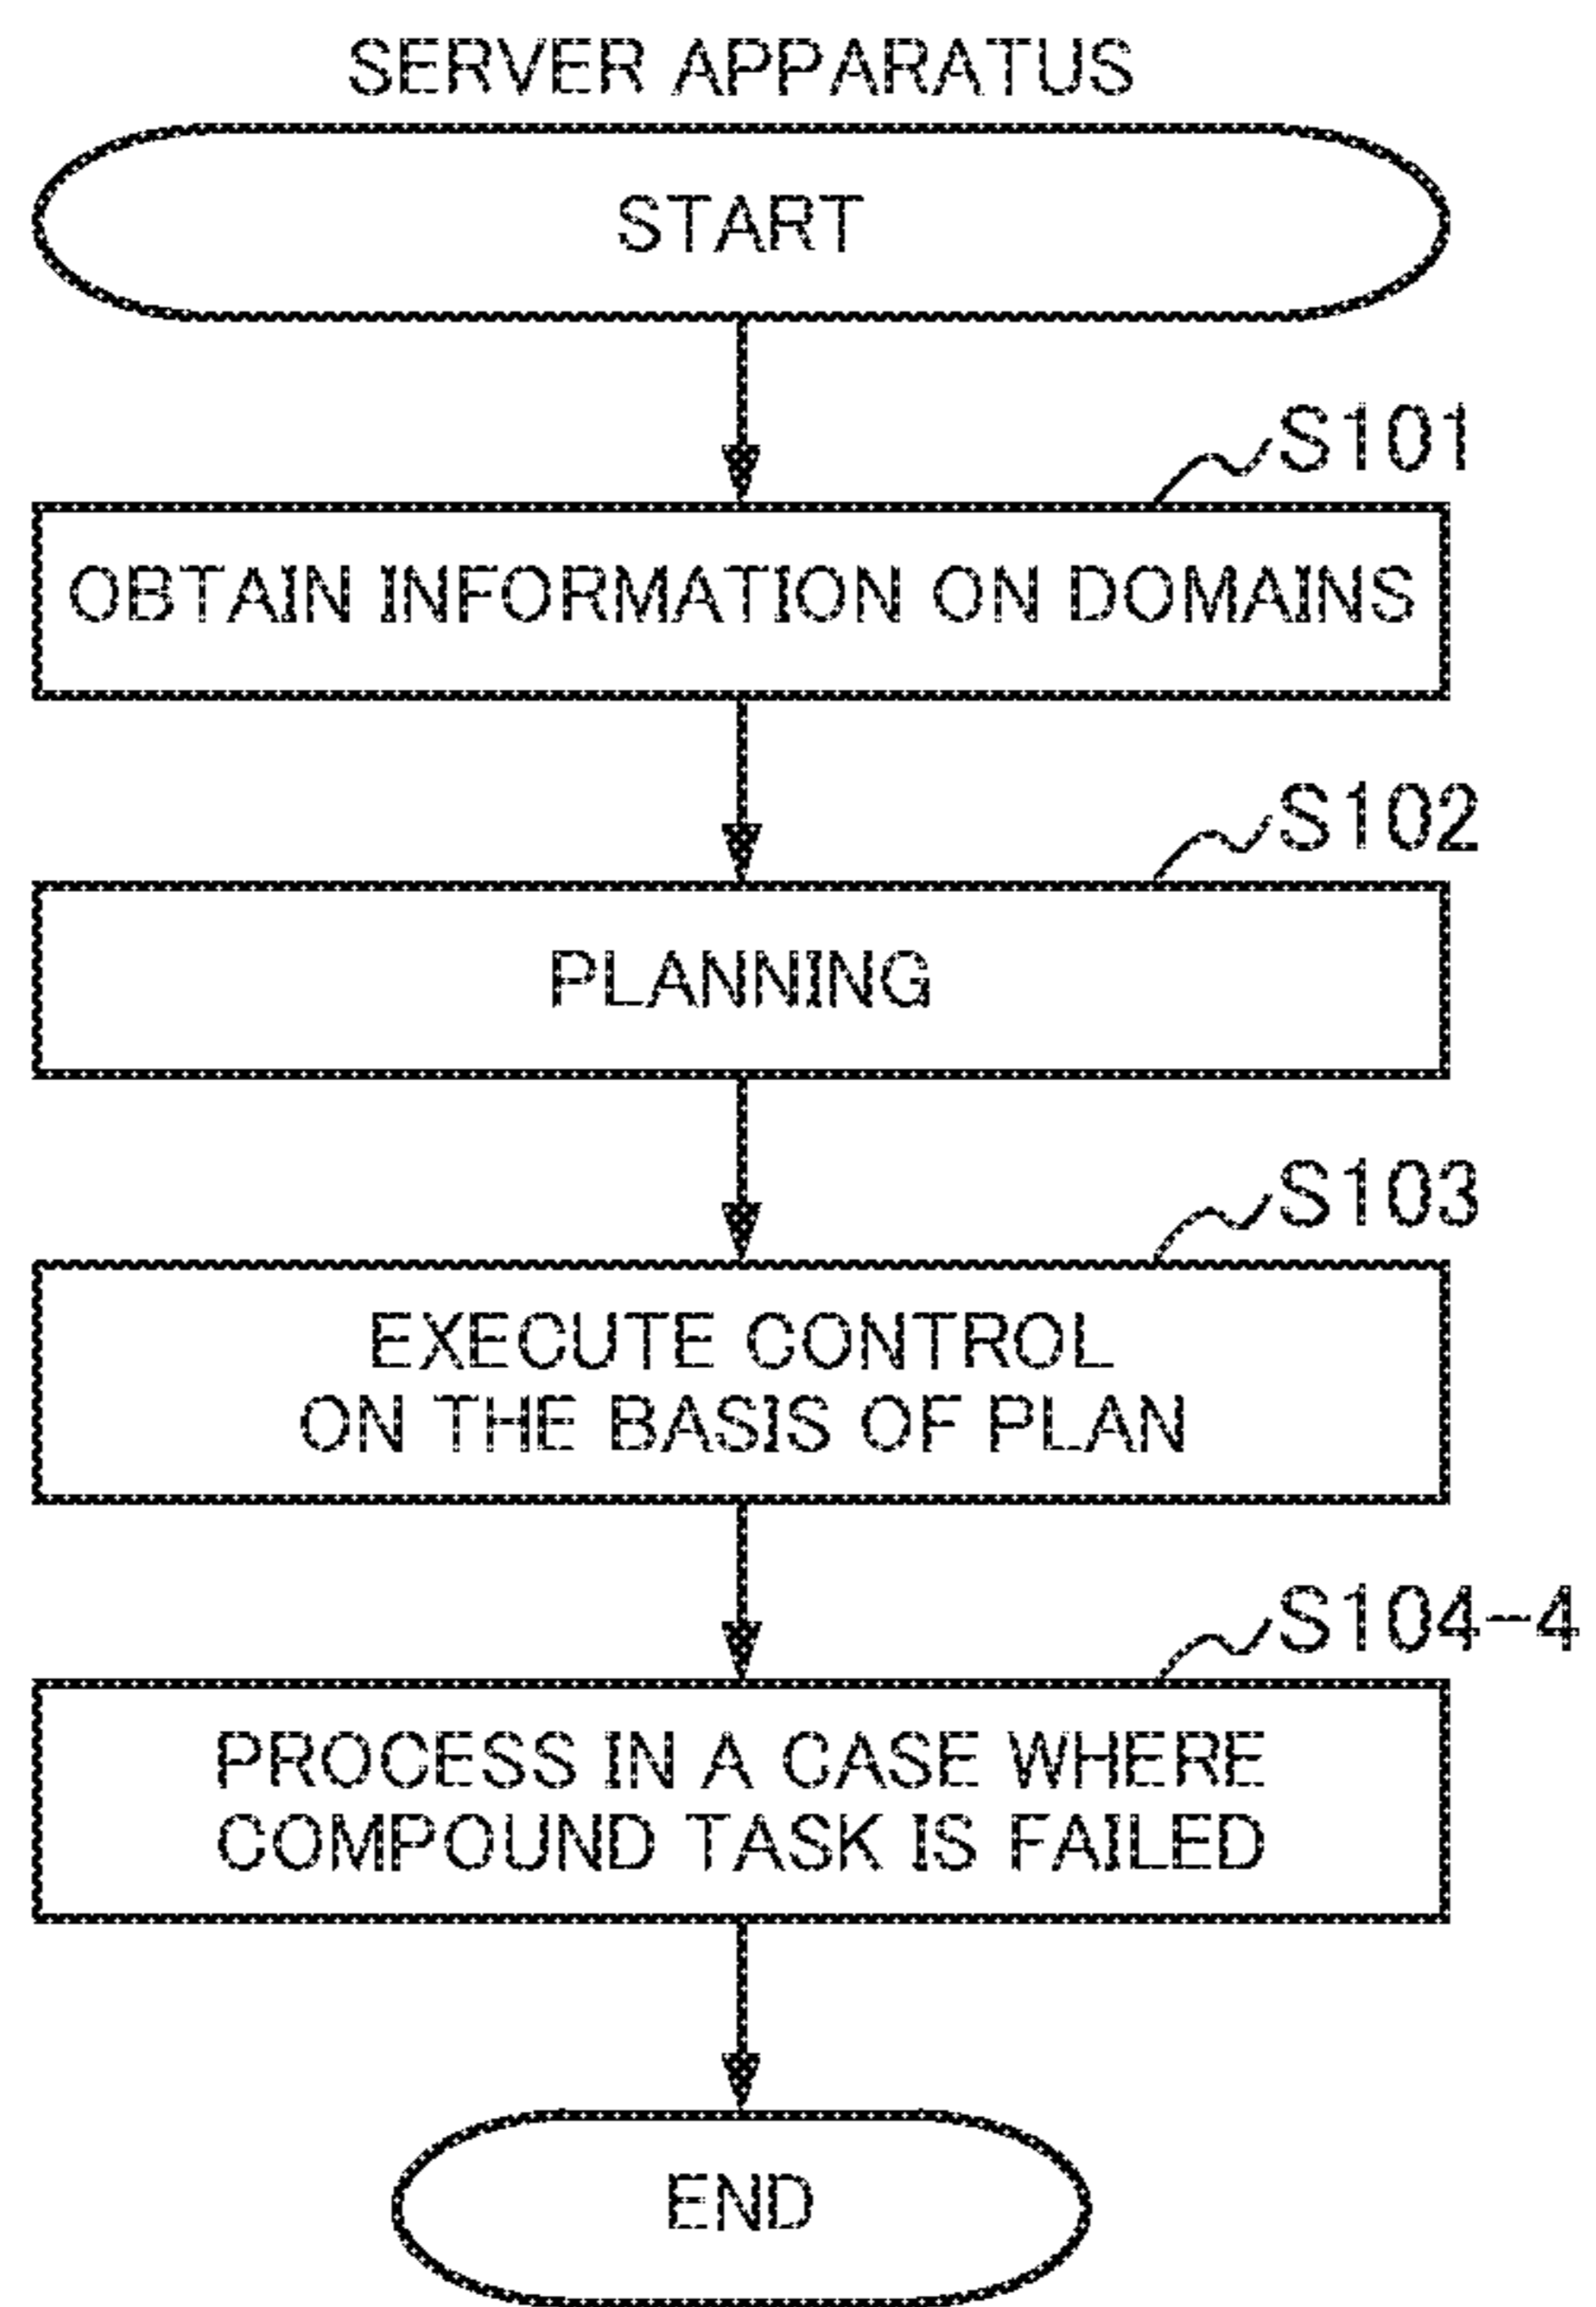 SERVER APPARATUS
START
S101
OBTAIN INFORMATION ON DOMAINS
S102
PLANNING
S103
EXECUTE CONTROL
ON THE BASIS OF PLAN
S104-4
PROCESS IN A CASE WHERE
COMPOUND TASK IS FAILED
END